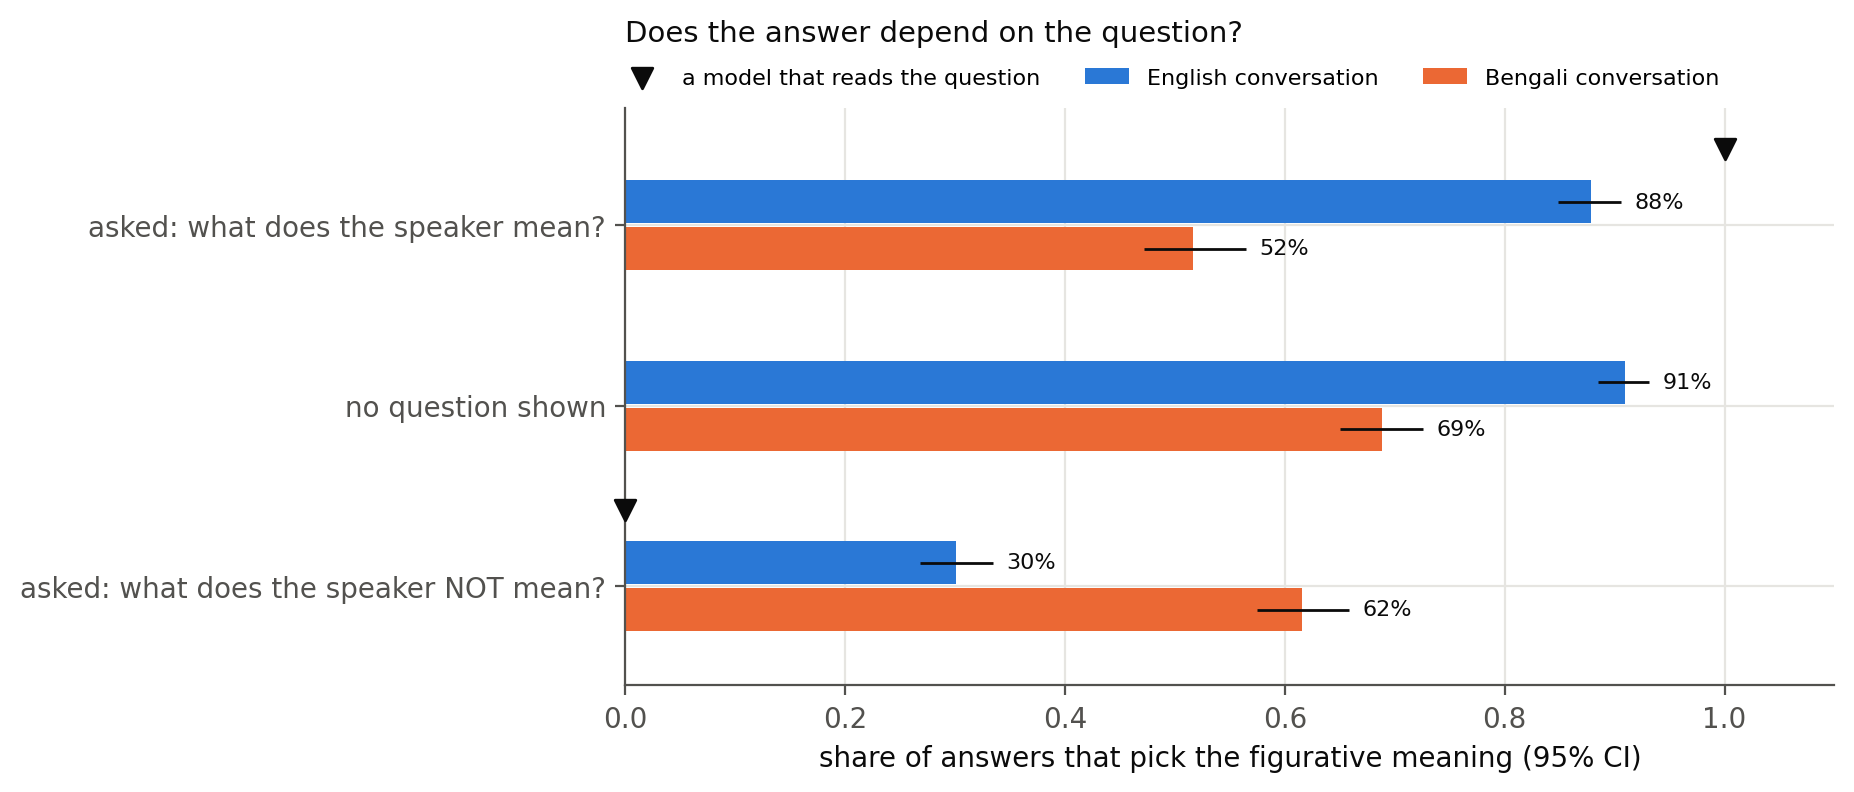 Does the answer depend on the question?
a model that reads the question English conversation Bengali conversation
asked: what does the speaker mean?
88%
52%
no question shown
91%
69%
asked: what does the speaker NOT mean?
30%
62%
0.0 0.2 0.4 0.6 0.8 1.0
share of answers that pick the figurative meaning (95% CI)